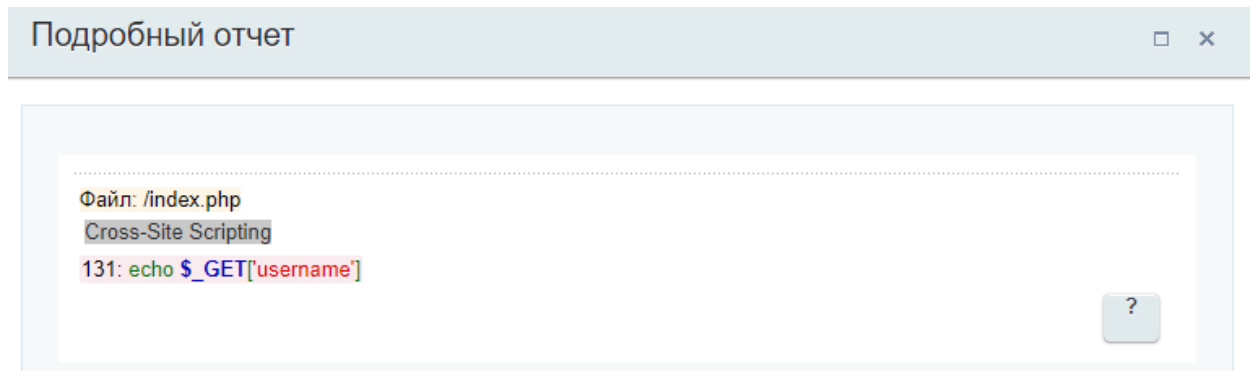 Подробный отчет
Файл: /index.php
Cross-Site Scripting
131: echo $_GET['username']
?